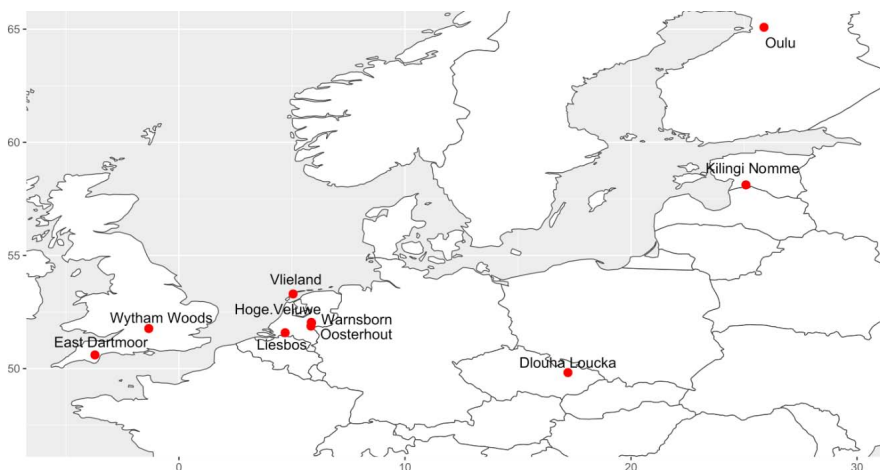 65
Oulu
60
Kilingi Nomme
55
Vlieland
Hoge.Veluwe
Warnsborn
Wytham Woods
Oosterhout
East Dartmoor
Liesbos
Dlouha Loucka
50
0
10
20
30